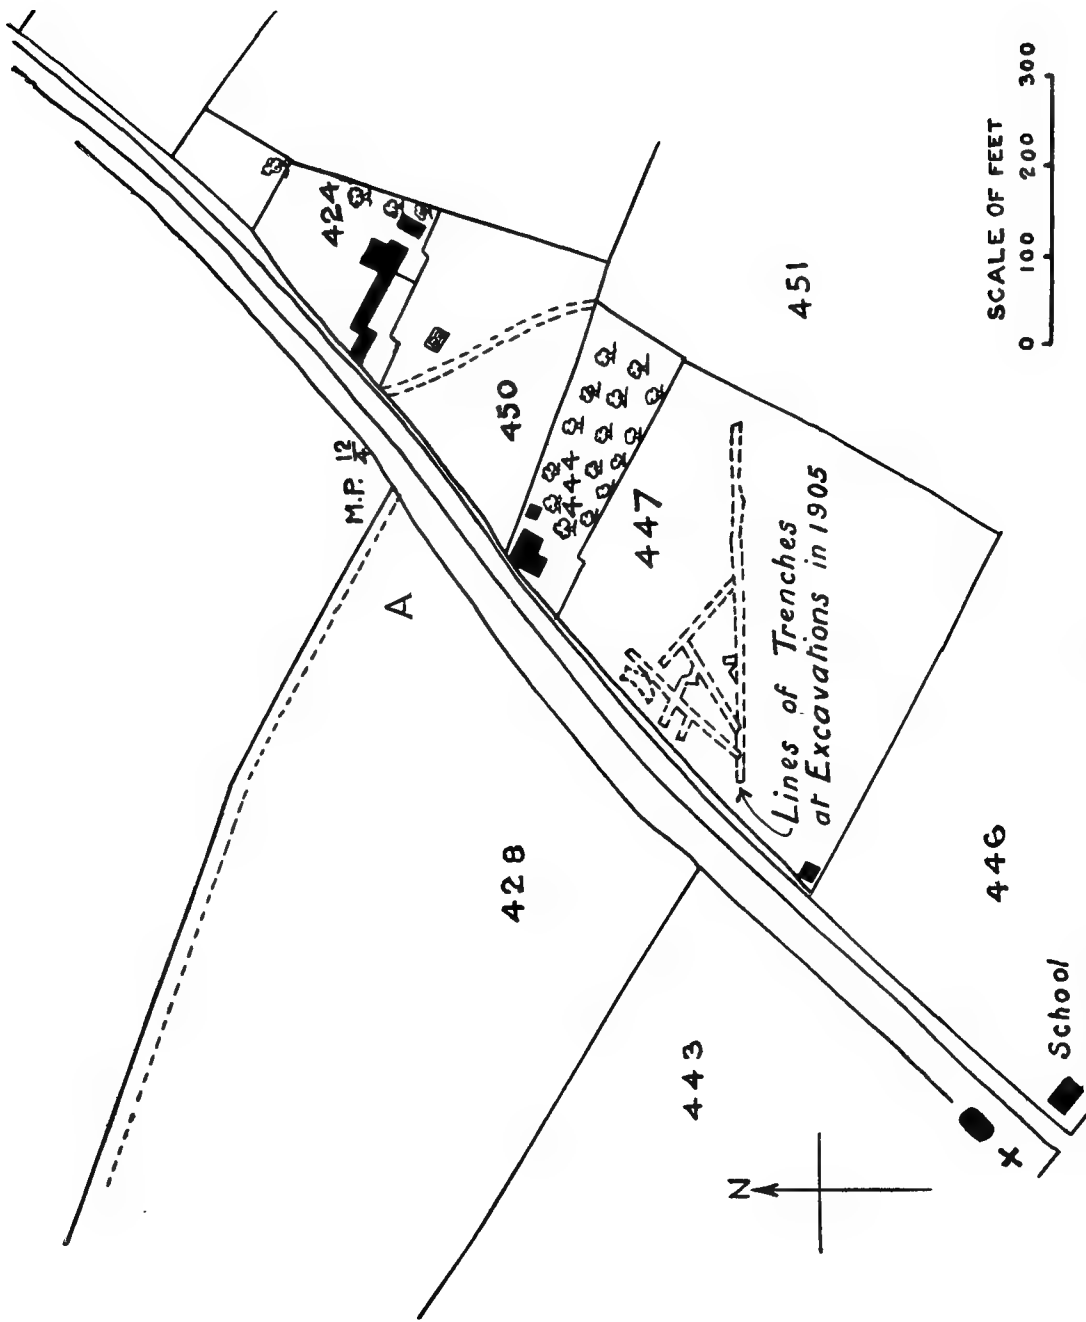 424
M.P. 12/4
A
450
444
447
451
428
Lines of Trenches
at Excavations in 1905
446
443
School
N
SCALE OF FEET
0 100 200 300